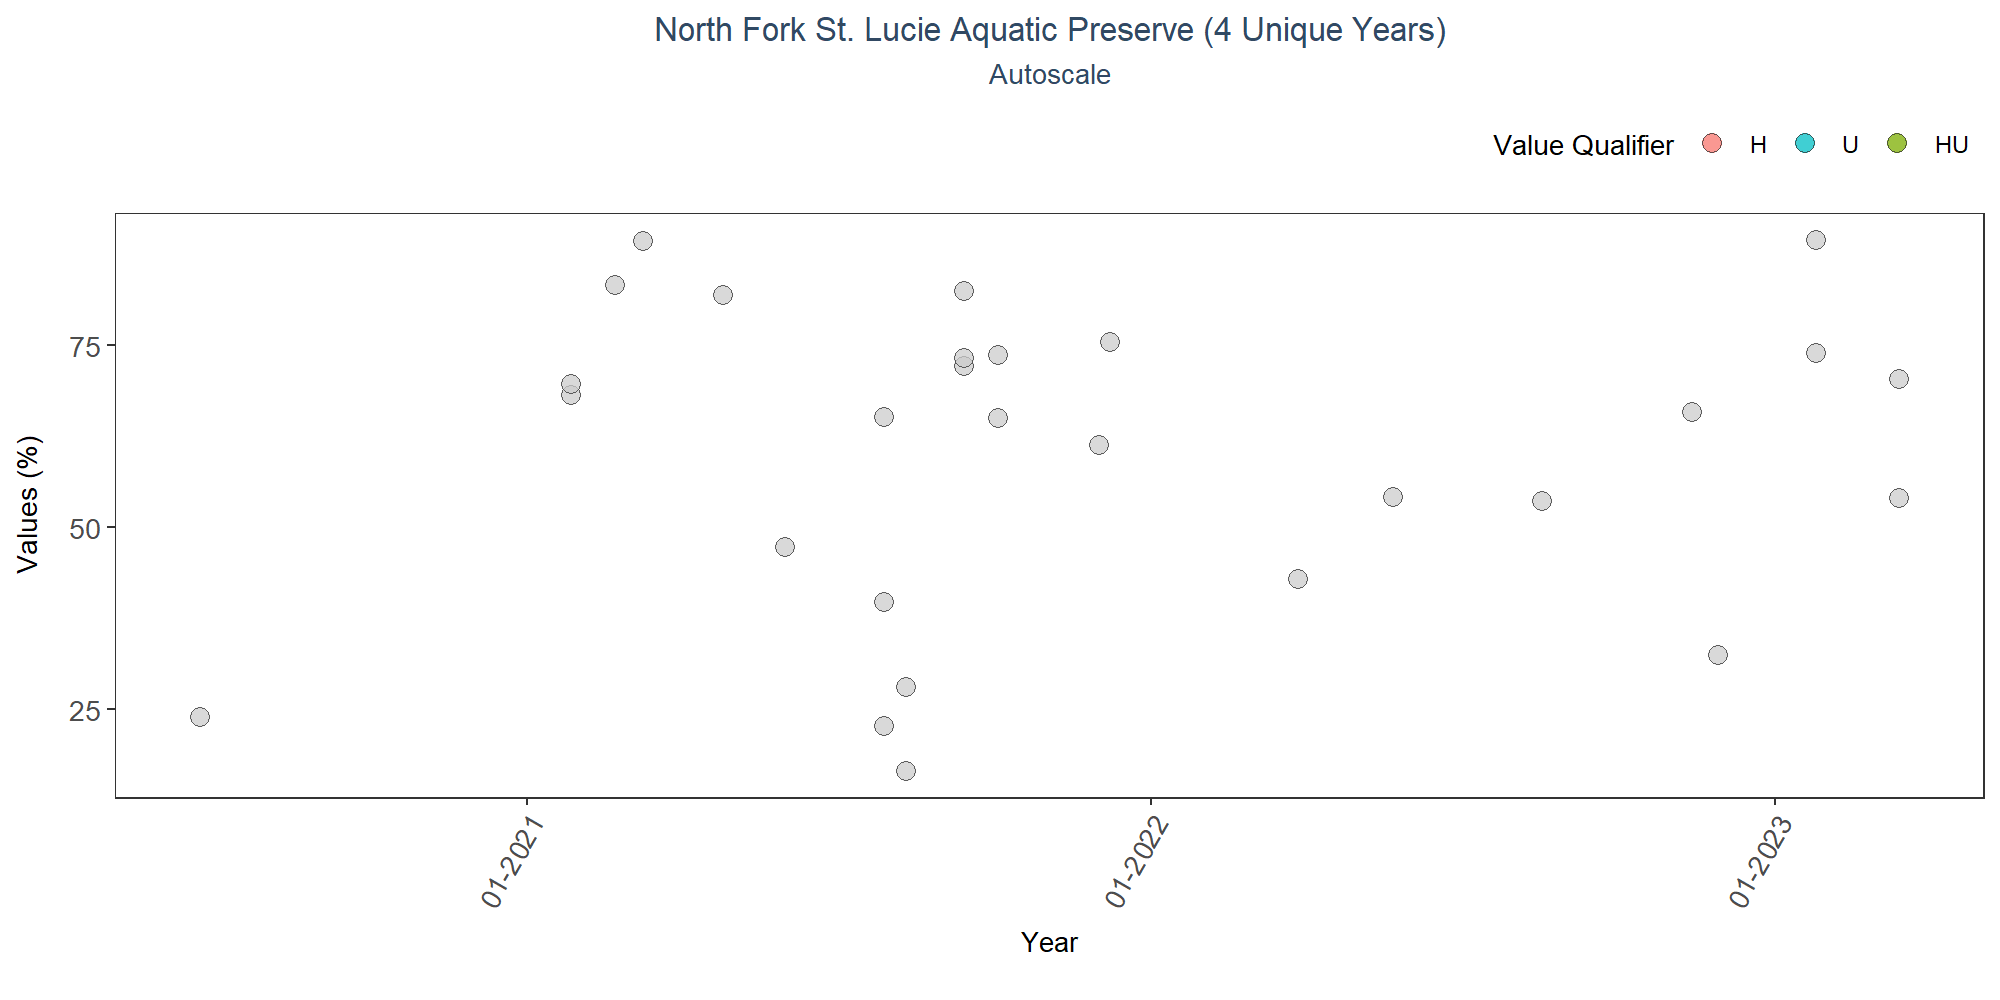 North Fork St. Lucie Aquatic Preserve (4 Unique Years)
Autoscale
Value Qualifier H U HU
Values (%)
75
50
25
01-2021
01-2022
01-2023
Year